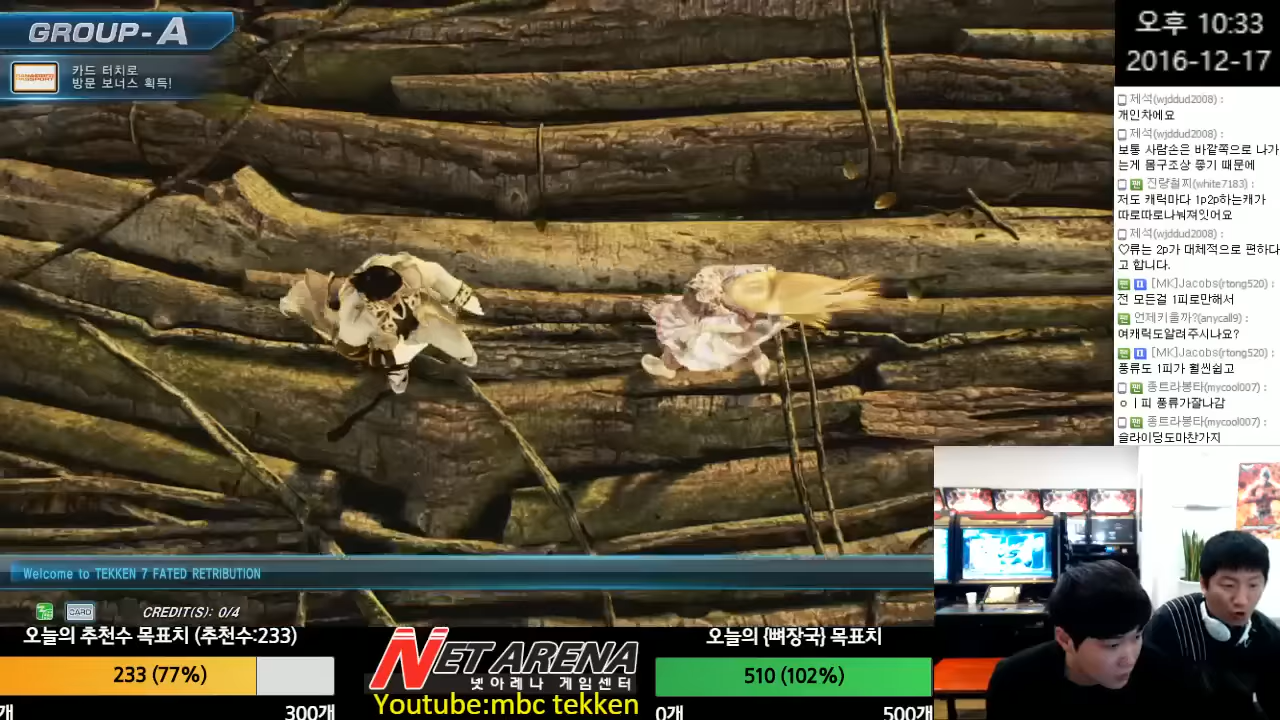 GROUP-A
카드 터치로
방문 보너스 획득!
오후 10:33
2016-12-17
제석(wjddud2008) :
개인차에요
제석(wjddud2008) :
보통 사람손은 바깥쪽으로 나가
는게 몸구조상 좋기 때문에
팬 진량철찌(white7183) :
저도 캐릭마다 1p2p하는캐가
따로따로나눠져잇어요
제석(wjddud2008) :
♡류는 2p가 대체적으로 편하다
고 합니다.
팬 [MK]Jacobs(rtong520) :
전 모든걸 1피로만해서
팬 언제키울까?(anycall9) :
여캐릭도알려주시나요?
팬 [MK]Jacobs(rtong520) :
풍류도 1피가 훨씬쉽고
팬 종트라봉타(mycool007) :
ㅇㅣ피 풍류가잘나감
팬 종트라봉타(mycool007) :
슬라이딩도마찬가지
Welcome to TEKKEN 7 FATED RETRIBUTION
CARD
CREDIT(S): 0/4
오늘의 추천수 목표치 (추천수:233)
233 (77%)
개
300개
NET ARENA
넷아레나 게임센터
Youtube:mbc tekken
오늘의 {뼈장국} 목표치
510 (102%)
0개
500개